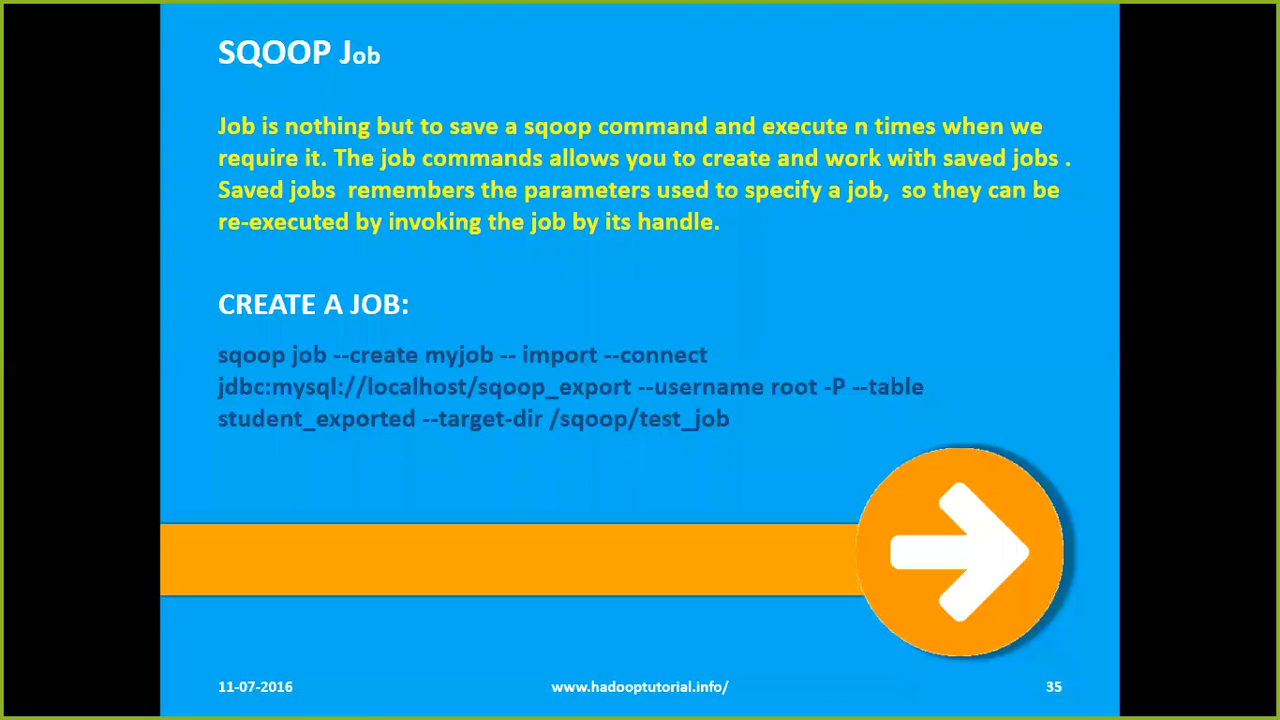 SQOOP Job
Job is nothing but to save a sqoop command and execute n times when we
require it. The job commands allows you to create and work with saved jobs .
Saved jobs  remembers the parameters used to specify a job,  so they can be
re-executed by invoking the job by its handle.
CREATE A JOB:
sqoop job --create myjob -- import --connect
jdbc:mysql://localhost/sqoop_export --username root -P --table
student_exported --target-dir /sqoop/test_job
11-07-2016
www.hadooptutorial.info/
35